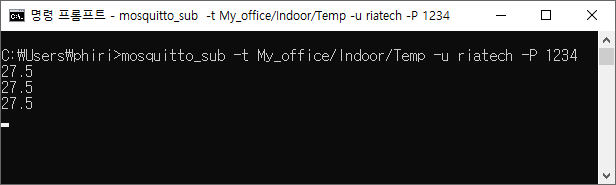 명령 프롬프트 - mosquitto_sub  -t My_office/Indoor/Temp -u riatech -P 1234
C:\Users\phiri>mosquitto_sub -t My_office/Indoor/Temp -u riatech -P 1234
27.5
27.5
27.5